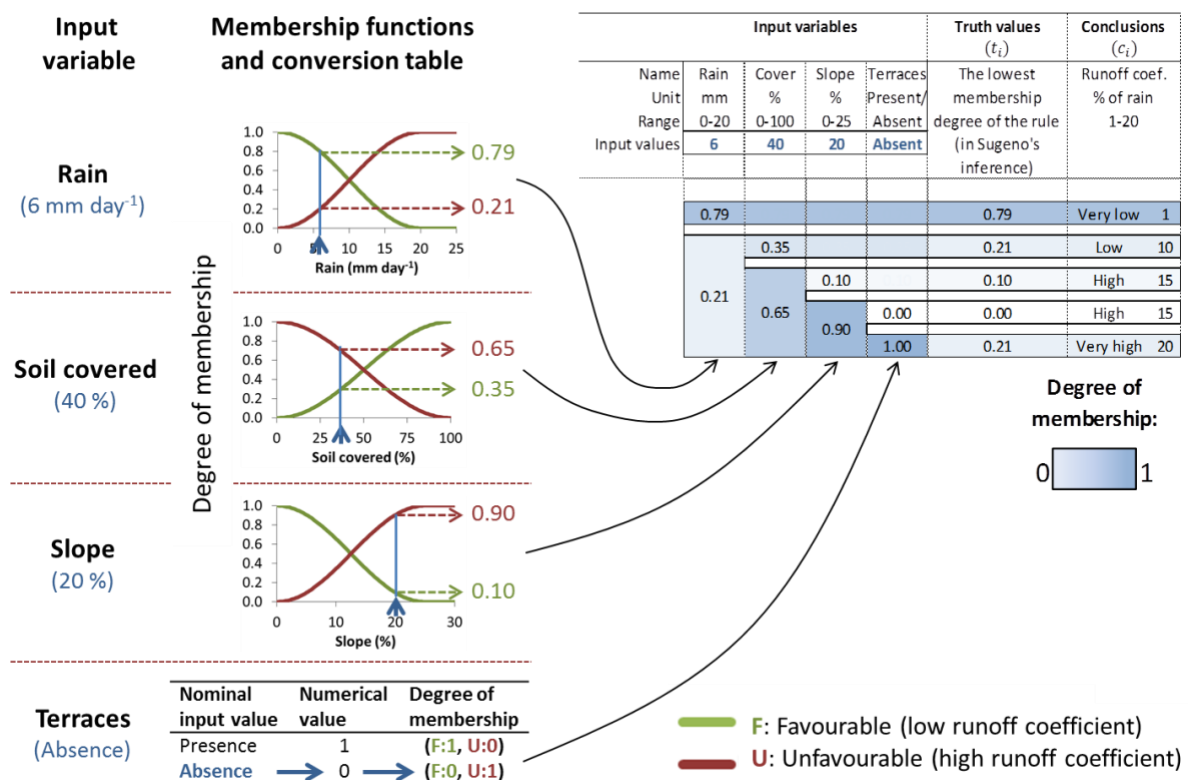 Input
variable
Membership functions
and conversion table
Degree of membership
Rain
(6 mm day-1)
1.0
0.8
0.6
0.4
0.2
0.0
0 5 10 15 20 25
Rain (mm day-1)
0.79
0.21
Soil covered
(40 %)
1.0
0.8
0.6
0.4
0.2
0.0
0 25 50 75 100
Soil covered (%)
0.65
0.35
Slope
(20 %)
1.0
0.8
0.6
0.4
0.2
0.0
0 10 20 30
Slope (%)
0.90
0.10
Terraces
(Absence)
Nominal Numerical Degree of
input value value membership
Presence 1 (F:1, U:0)
Absence 0 (F:0, U:1)
Input variables Truth values Conclusions
(ti) (ci)
Name Rain Cover Slope Terraces The lowest Runoff coef.
Unit mm % % Present/ membership % of rain
Range 0-20 0-100 0-25 Absent degree of the rule 1-20
Input values 6 40 20 Absent (in Sugeno's
inference)
0.79 0.79 Very low 1
0.35 0.21 Low 10
0.10 0.10 High 15
0.21 0.65 0.00 0.00 High 15
0.90
1.00 0.21 Very high 20
Degree of
membership:
0 1
F: Favourable (low runoff coefficient)
U: Unfavourable (high runoff coefficient)